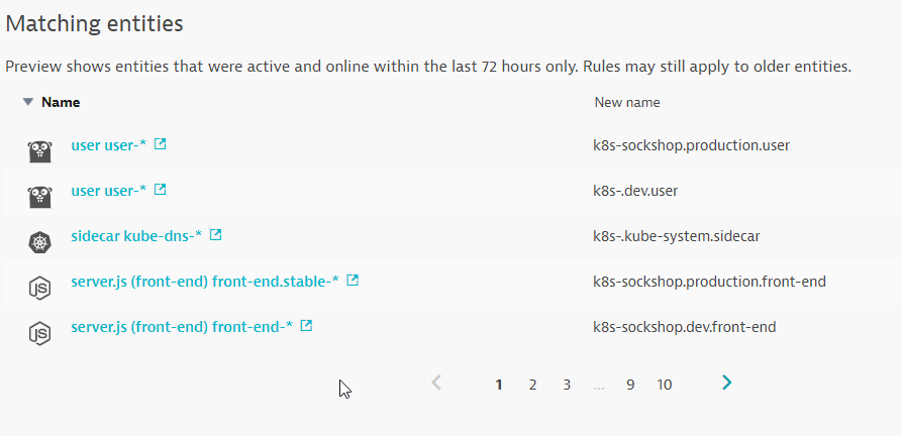 Matching entities
Preview shows entities that were active and online within the last 72 hours only. Rules may still apply to older entities.
Name New name
user user-* k8s-sockshop.production.user
user user-* k8s-.dev.user
sidecar kube-dns-* k8s-.kube-system.sidecar
JS server.js (front-end) front-end.stable-* k8s-sockshop.production.front-end
JS server.js (front-end) front-end-* k8s-sockshop.dev.front-end
1 2 3 ... 9 10